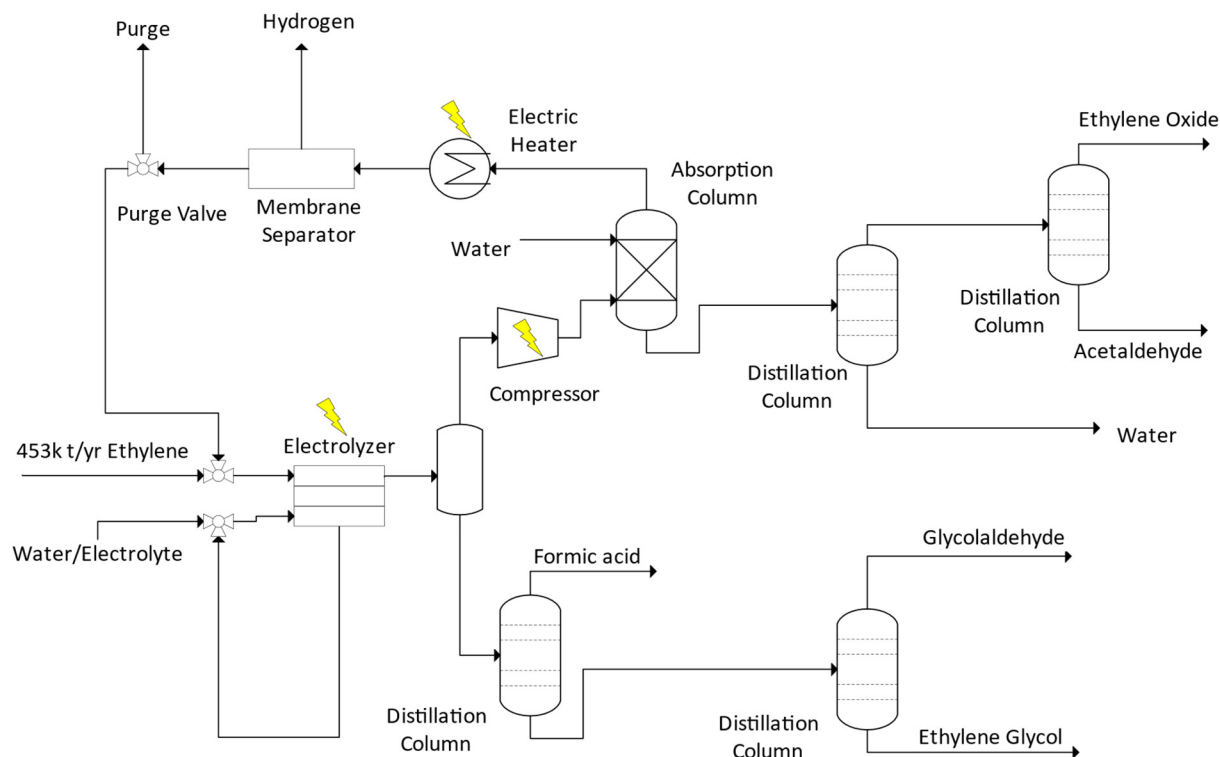 Purge
Hydrogen
Electric
Heater
Ethylene Oxide
Absorption
Column
Purge Valve
Membrane
Separator
Water
Distillation
Column
Acetaldehyde
Compressor
Distillation
Column
Water
453k t/yr Ethylene
Electrolyzer
Water/Electrolyte
Formic acid
Glycolaldehyde
Distillation
Column
Distillation
Column
Ethylene Glycol